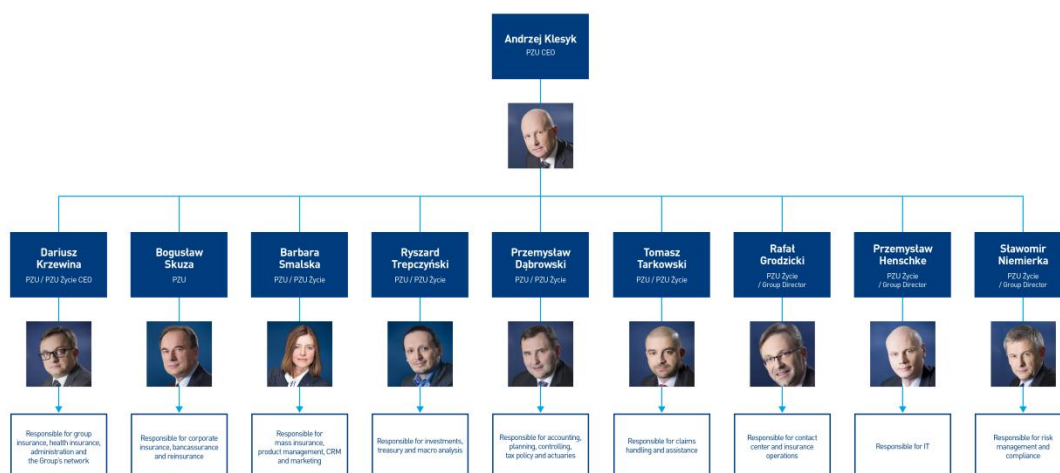 Andrzej Klesyk
PZU CEO
Dariusz
Krzewina
PZU / PZU Życie CEO
Bogusław
Skuza
PZU
Barbara
Smalska
PZU / PZU Życie
Ryszard
Trepczyński
PZU / PZU Życie
Przemysław
Dąbrowski
PZU / PZU Życie
Tomasz
Tarkowski
PZU / PZU Życie
Rafał
Grodzicki
PZU Życie
/ Group Director
Przemysław
Henschke
PZU Życie
/ Group Director
Sławomir
Niemierka
PZU Życie
/ Group Director
Responsible for group
insurance, health insurance,
administration and
the Group's network
Responsible for corporate
insurance, bancassurance
and reinsurance
Responsible for
mass insurance,
product management, CRM
and marketing
Responsible for investments,
treasury and macro analysis
Responsible for accounting,
planning, controlling,
tax policy and actuaries
Responsible for claims
handling and assistance
Responsible for contact
center and insurance
operations
Responsible for IT
Responsible for risk
management and
compliance